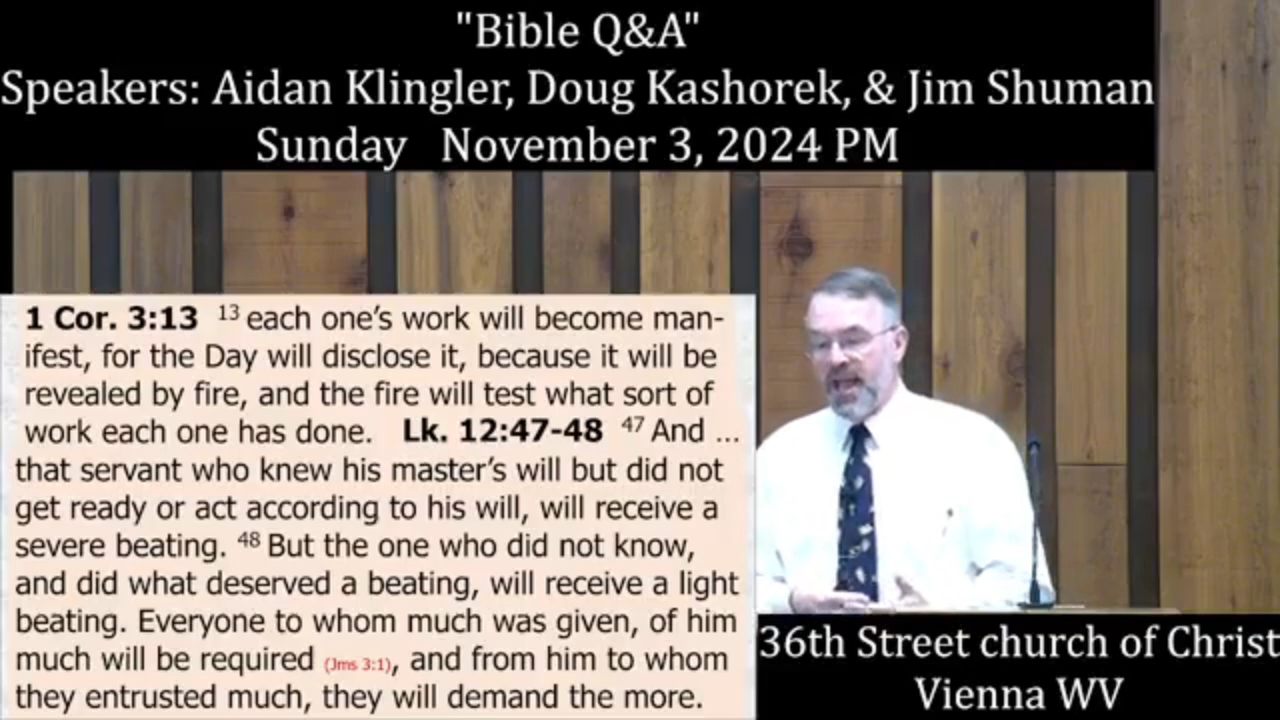 "Bible Q&A"
Speakers: Aidan Klingler, Doug Kashorek, & Jim Shuman
Sunday November 3, 2024 PM
1 Cor. 3:13 13 each one's work will become man-
ifest, for the Day will disclose it, because it will be
revealed by fire, and the fire will test what sort of
work each one has done. Lk. 12:47-48 47 And ...
that servant who knew his master's will but did not
get ready or act according to his will, will receive a
severe beating. 48 But the one who did not know,
and did what deserved a beating, will receive a light
beating. Everyone to whom much was given, of him
much will be required (Jms 3:1), and from him to whom
they entrusted much, they will demand the more.
36th Street church of Christ
Vienna WV